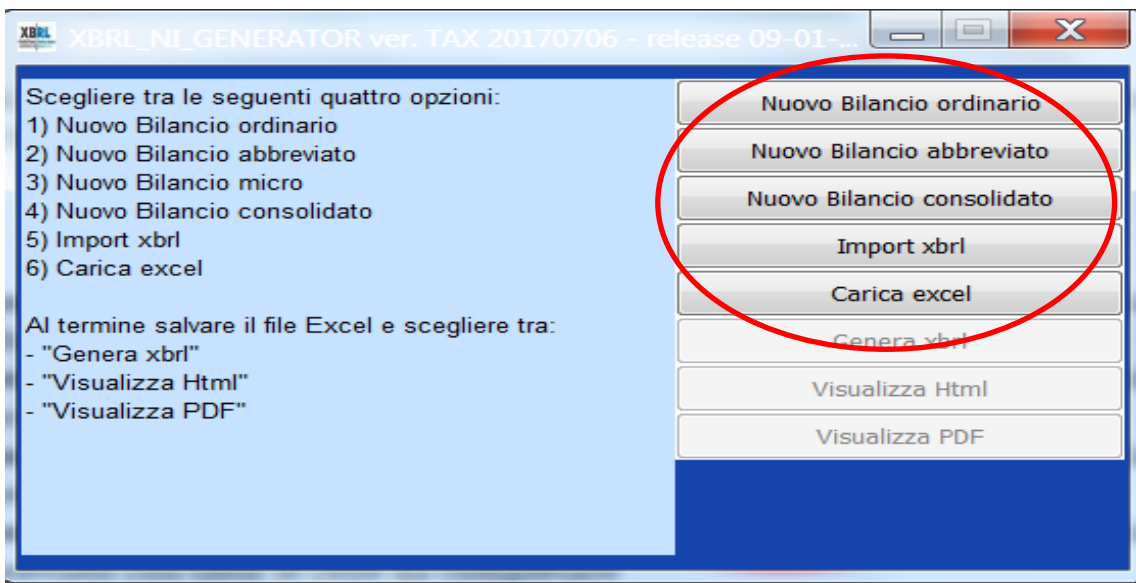 XBRL
XBRL_NI_GENERATOR ver. TAX 20170706 - release 09-01-...
Scegliere tra le seguenti quattro opzioni:
1) Nuovo Bilancio ordinario
2) Nuovo Bilancio abbreviato
3) Nuovo Bilancio micro
4) Nuovo Bilancio consolidato
5) Import xbrl
6) Carica excel
Al termine salvare il file Excel e scegliere tra:
- "Genera xbrl"
- "Visualizza Html"
- "Visualizza PDF"
Nuovo Bilancio ordinario
Nuovo Bilancio abbreviato
Nuovo Bilancio consolidato
Import xbrl
Carica excel
Genera xbrl
Visualizza Html
Visualizza PDF